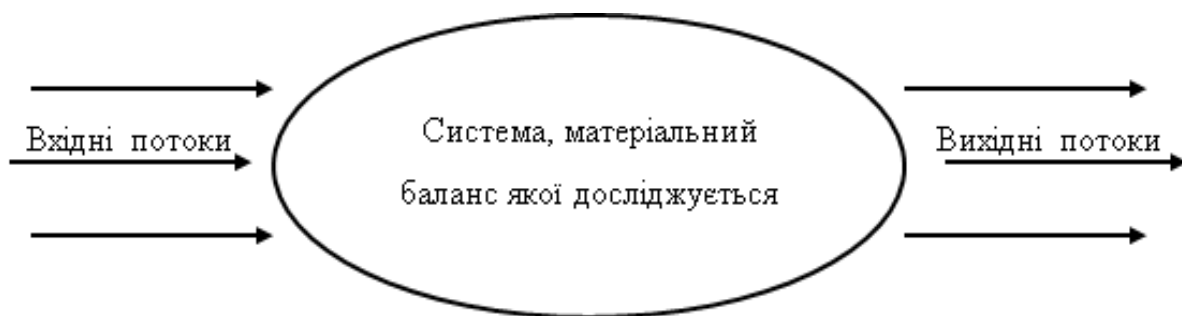 Вхідні потоки
Система, матеріальний
баланс якої досліджується
Вихідні потоки